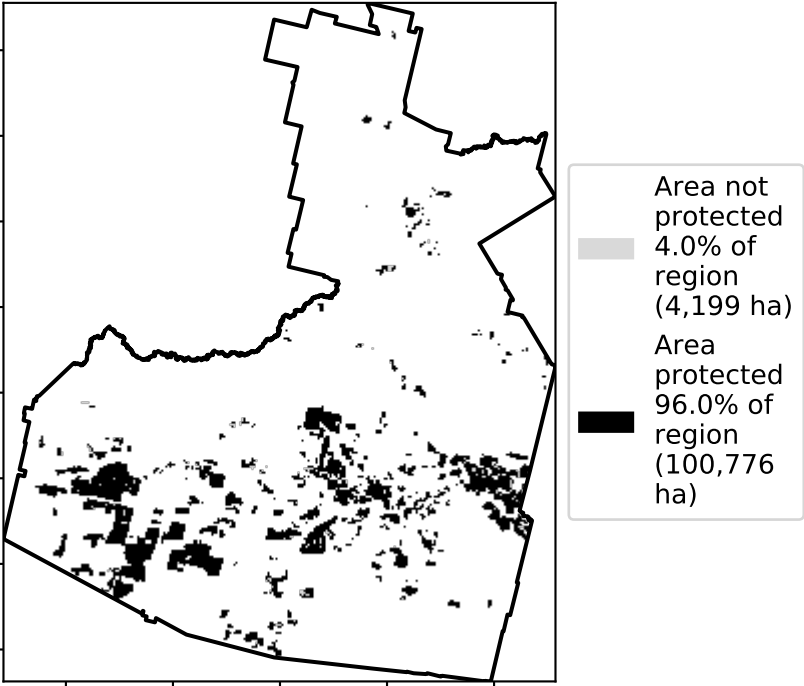 Area not
protected
4.0% of
region
(4,199 ha)
Area
protected
96.0% of
region
(100,776
ha)